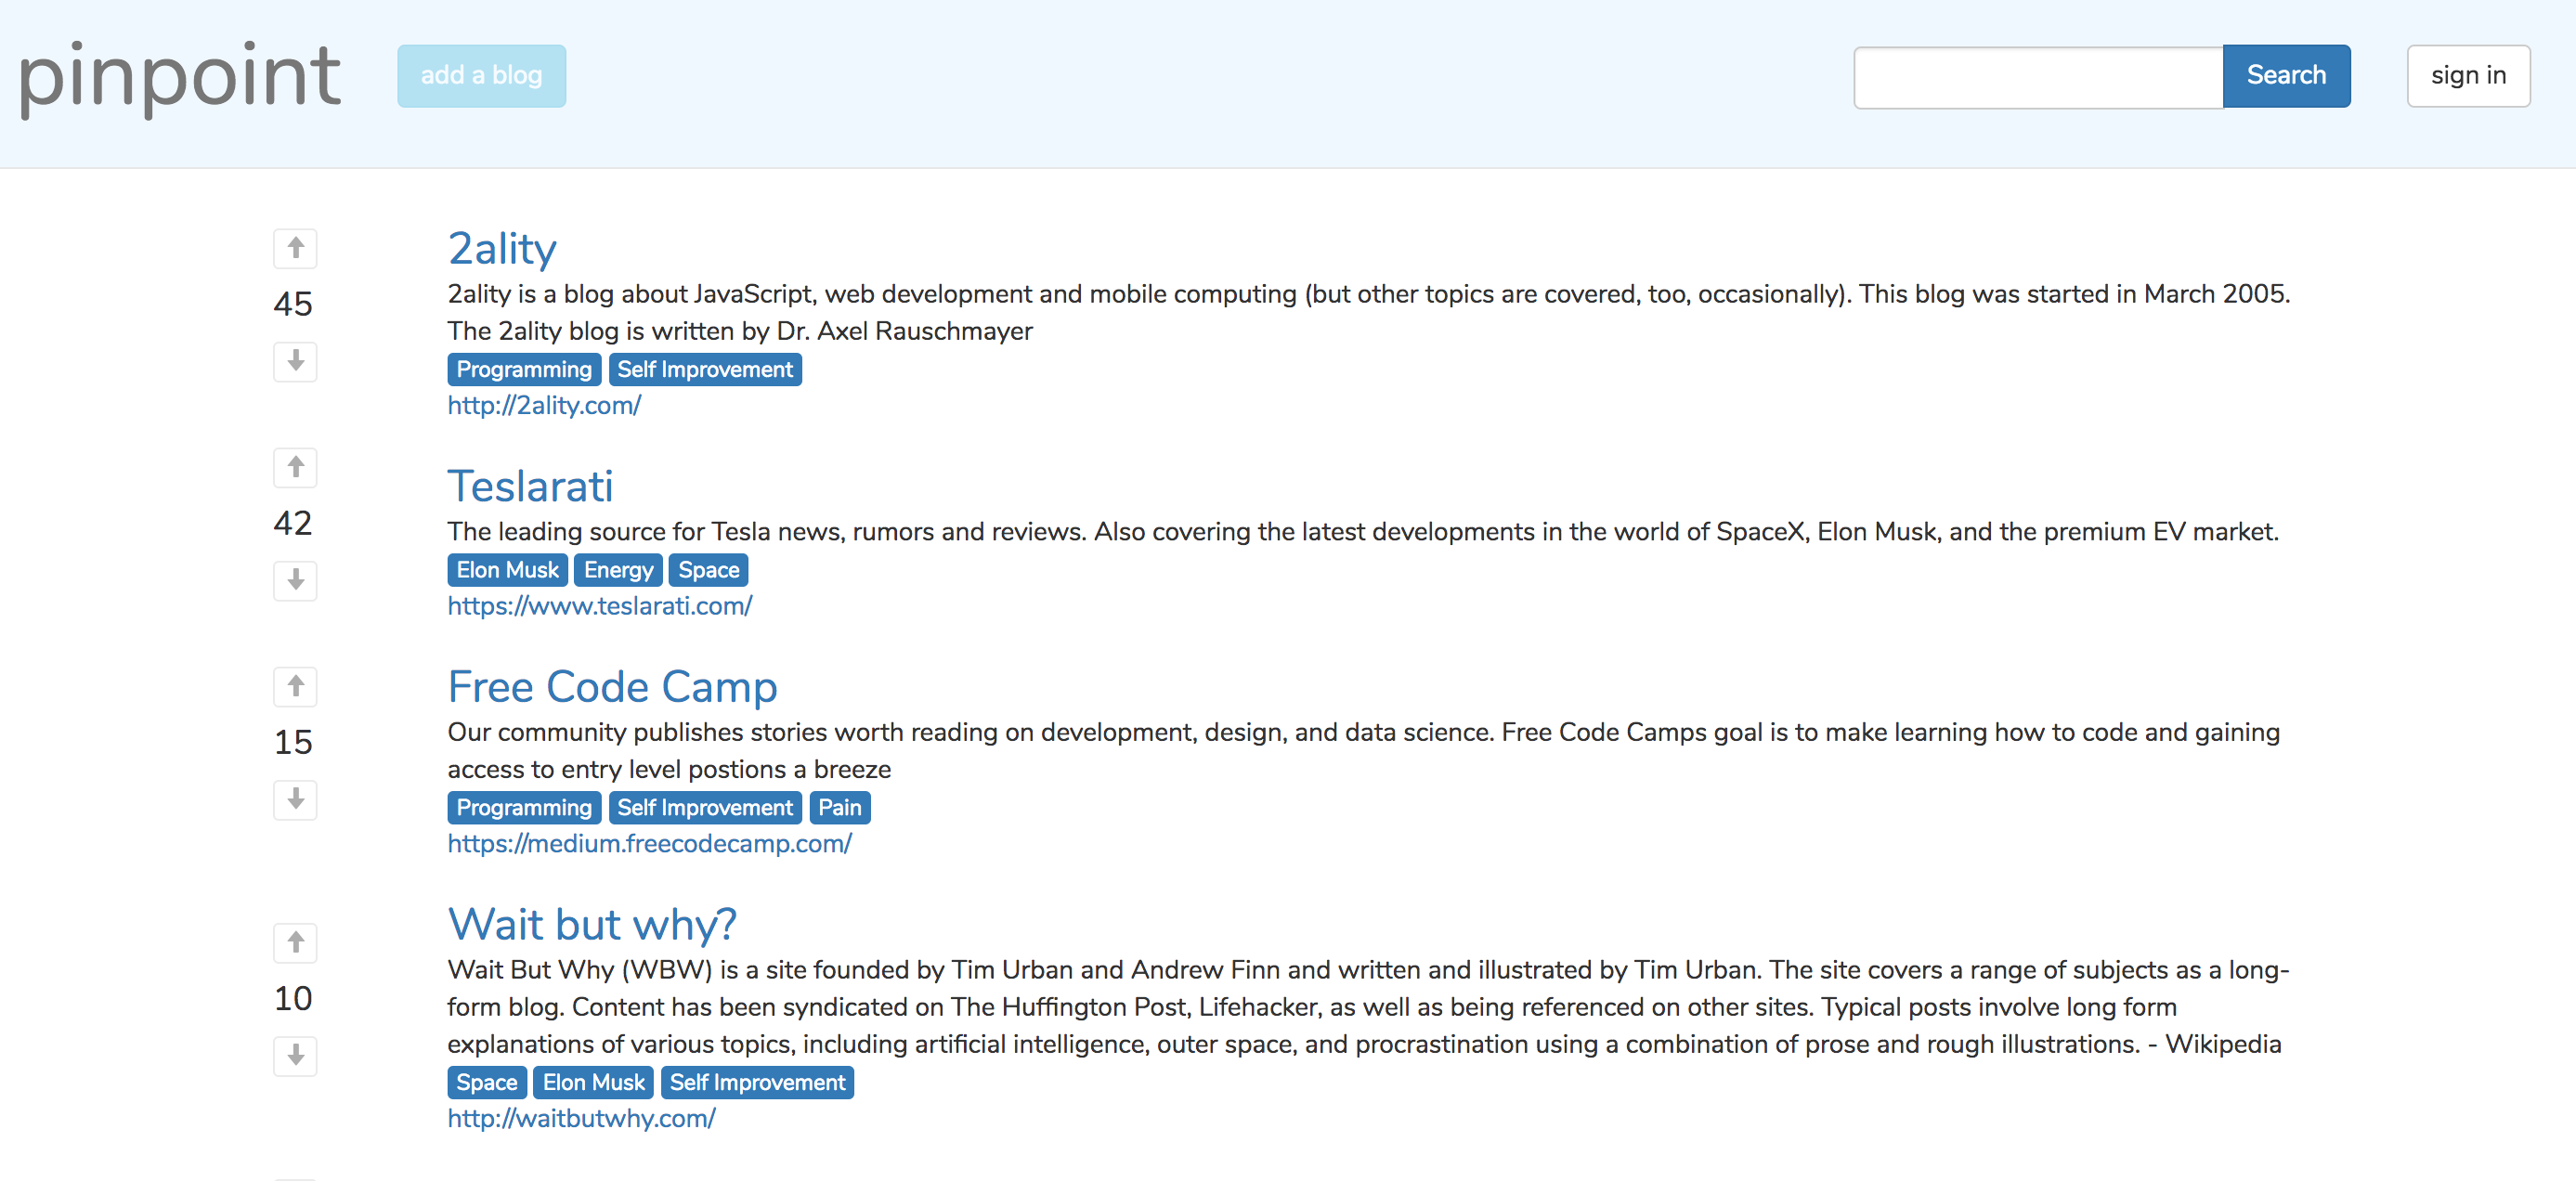 pinpoint
add a blog
Search
sign in
2ality
45
2ality is a blog about JavaScript, web development and mobile computing (but other topics are covered, too, occasionally). This blog was started in March 2005.
The 2ality blog is written by Dr. Axel Rauschmayer
Programming Self Improvement
http://2ality.com/
Teslarati
42
The leading source for Tesla news, rumors and reviews. Also covering the latest developments in the world of SpaceX, Elon Musk, and the premium EV market.
Elon Musk Energy Space
https://www.teslarati.com/
Free Code Camp
15
Our community publishes stories worth reading on development, design, and data science. Free Code Camps goal is to make learning how to code and gaining
access to entry level postions a breeze
Programming Self Improvement Pain
https://medium.freecodecamp.com/
Wait but why?
10
Wait But Why (WBW) is a site founded by Tim Urban and Andrew Finn and written and illustrated by Tim Urban. The site covers a range of subjects as a long-
form blog. Content has been syndicated on The Huffington Post, Lifehacker, as well as being referenced on other sites. Typical posts involve long form
explanations of various topics, including artificial intelligence, outer space, and procrastination using a combination of prose and rough illustrations. - Wikipedia
Space Elon Musk Self Improvement
http://waitbutwhy.com/